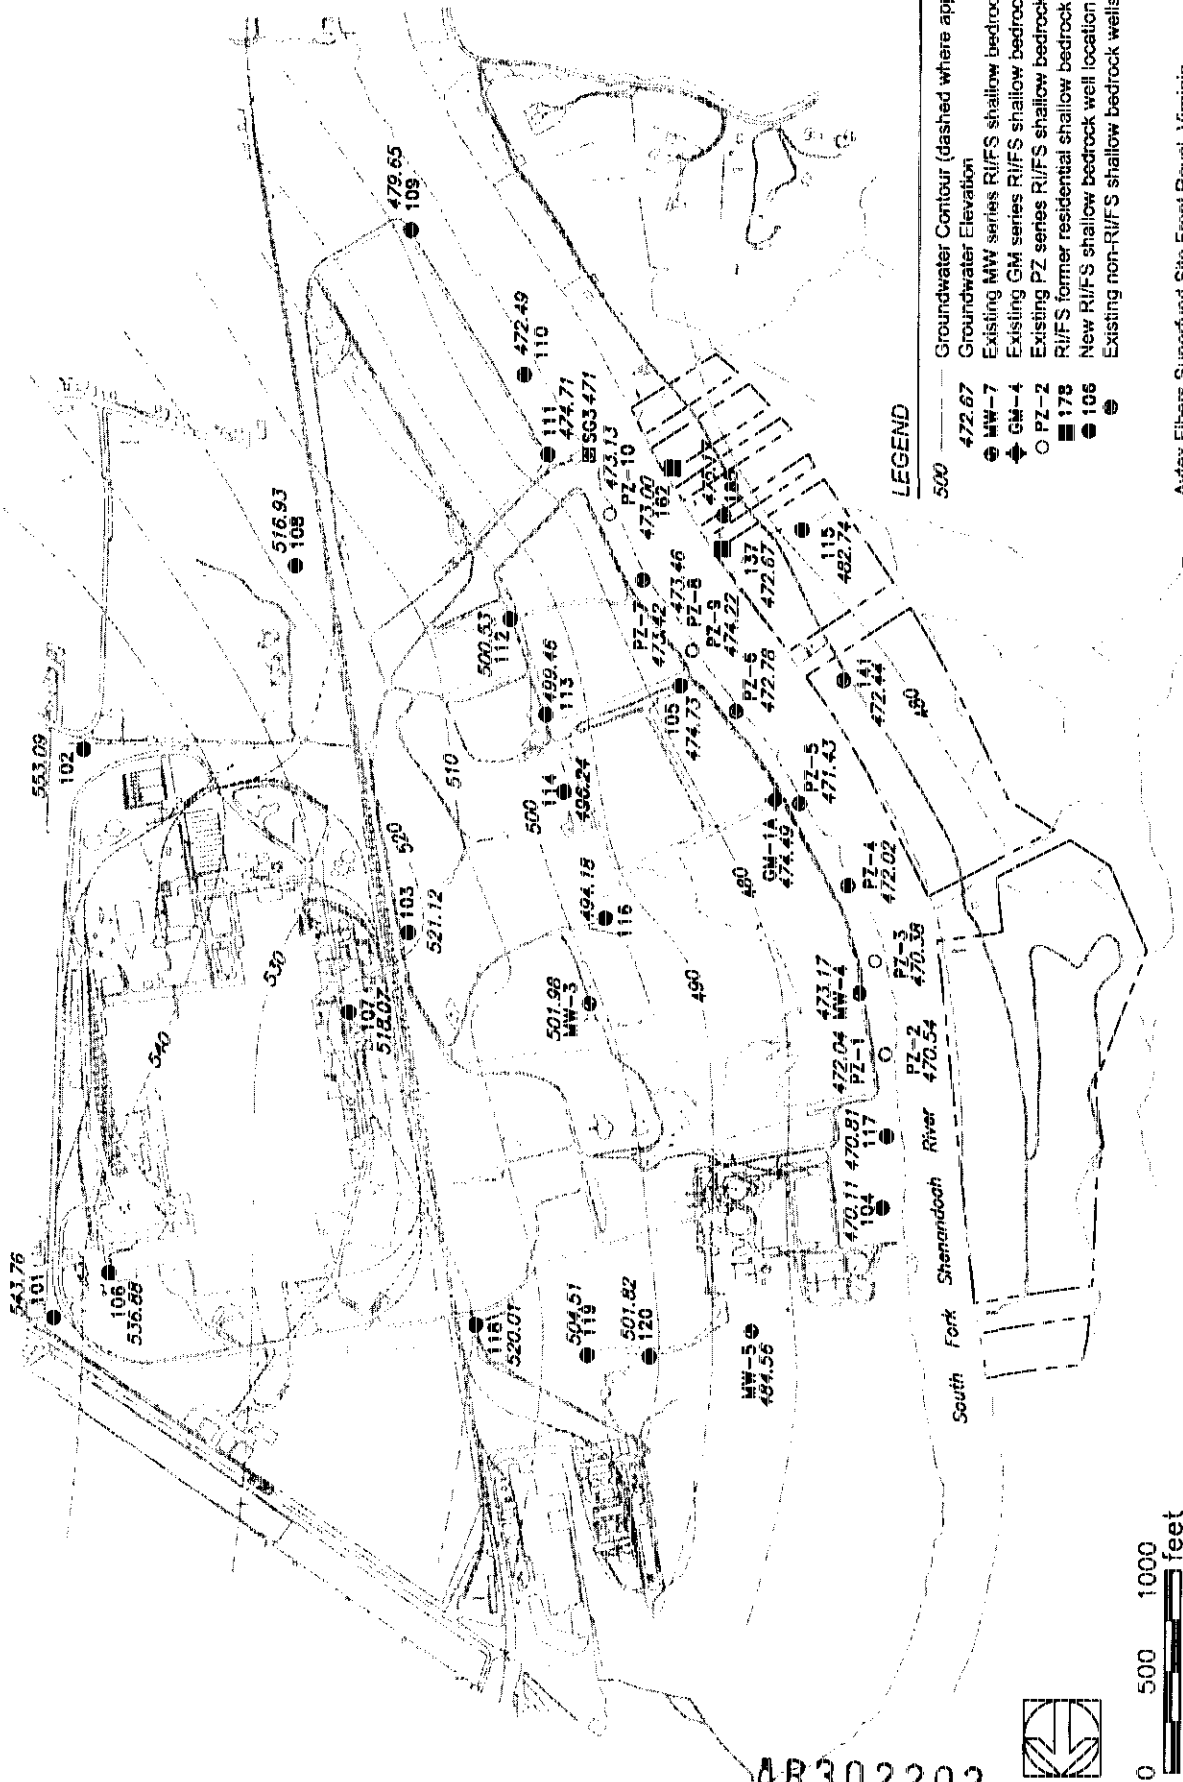 543.76
101
106
536.88
553.09
102
540
530
107
518.07
103
521.12
520
510
516.93
108
479.65
109
472.49
110
111
474.71
SG3 471
473.13
PZ-10
473.00
162
500.53
112
499.46
113
500
114
496.24
494.18
116
501.98
MW-3
118
520.01
504.51
119
501.82
120
MW-5
484.56
490
480
PZ-7
473.42
473.46
PZ-8
PZ-9
474.22
105
474.73
PZ-6
472.78
137
472.67
115
482.74
141
472.44
480
GM-1A
474.49
PZ-5
471.43
PZ-4
472.02
PZ-3
470.38
473.17
MW-4
472.04
PZ-1
PZ-2
470.54
470.81
117
470.11
104
South Fork Shenandoah River
LEGEND
500 Groundwater Contour (dashed where
472.67 Groundwater Elevation
MW-7 Existing MW series RI/FS shallow
GM-4 Existing GM series RI/FS shallow
PZ-2 Existing PZ series RI/FS shallow bedrock
178 RI/FS former residential shallow bedrock
106 New RI/FS shallow bedrock well location
Existing non-RI/FS shallow bedrock wells
0 500 1000
feet